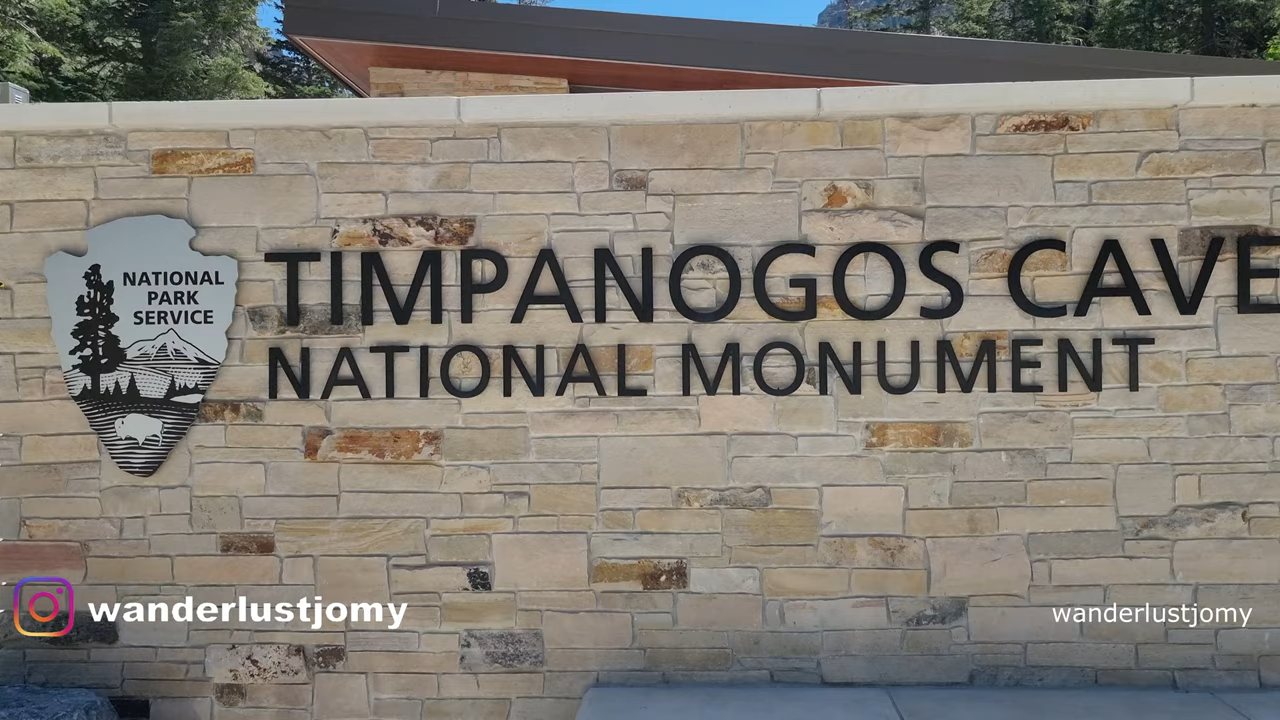 NATIONAL
PARK
SERVICE
TIMPANOGOS CAVE
NATIONAL MONUMENT
wanderlustjomy
wanderlustjomy